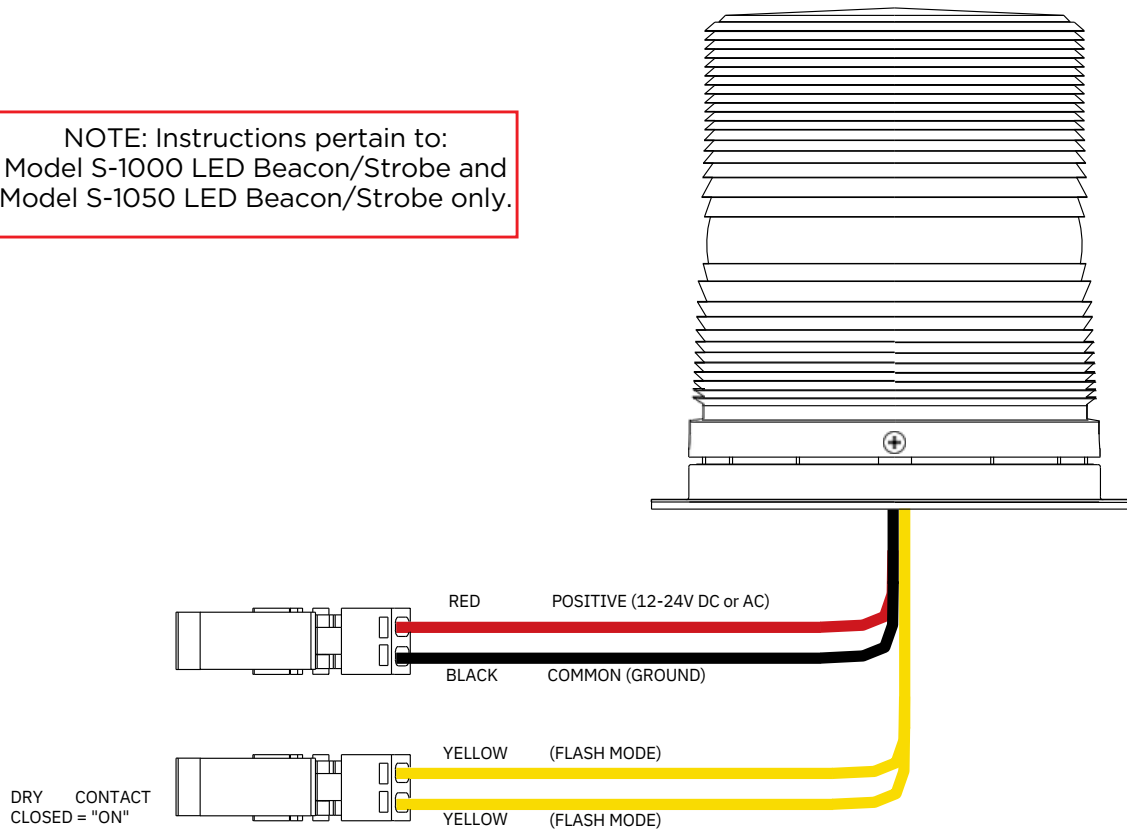 NOTE: Instructions pertain to:
Model S-1000 LED Beacon/Strobe and
Model S-1050 LED Beacon/Strobe only.
RED POSITIVE (12-24V DC or AC)
BLACK COMMON (GROUND)
YELLOW (FLASH MODE)
DRY CONTACT
CLOSED = "ON"
YELLOW (FLASH MODE)